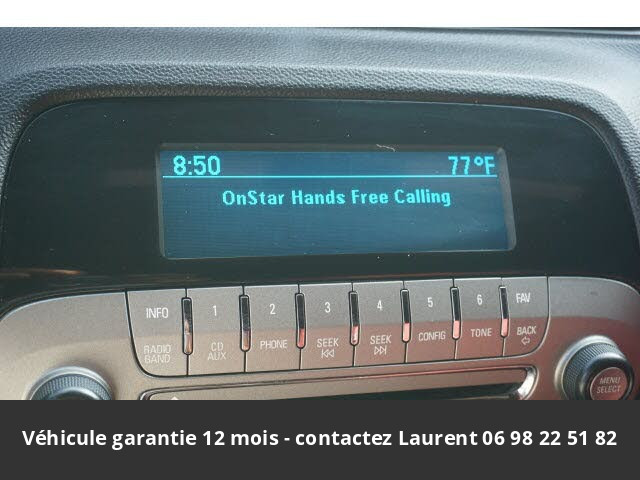 8:50 77°F
OnStar Hands Free Calling
INFO 1 2 3 4 5 6 FAV
RADIO BAND CD AUX PHONE SEEK SEEK CONFIG TONE BACK
MENU SELECT
Véhicule garantie 12 mois - contactez Laurent 06 98 22 51 82